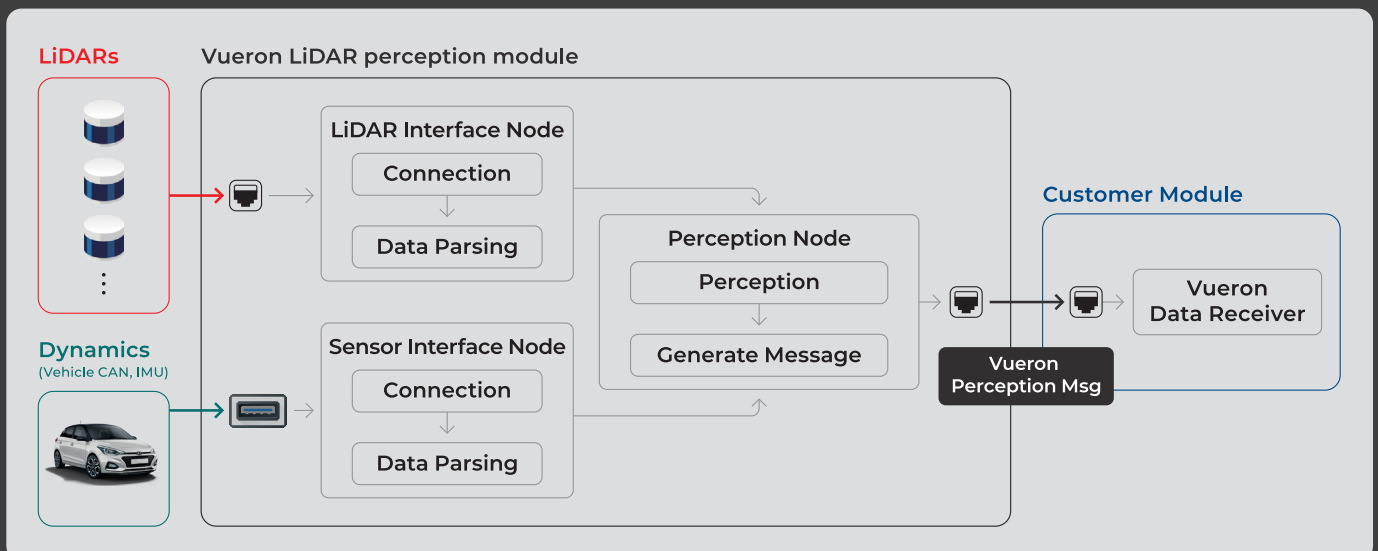 LiDARs
Vueron LiDAR perception module
LiDAR Interface Node
Connection
Data Parsing
Dynamics
(Vehicle CAN, IMU)
Sensor Interface Node
Connection
Data Parsing
Perception Node
Perception
Generate Message
Vueron
Perception Msg
Customer Module
Vueron
Data Receiver